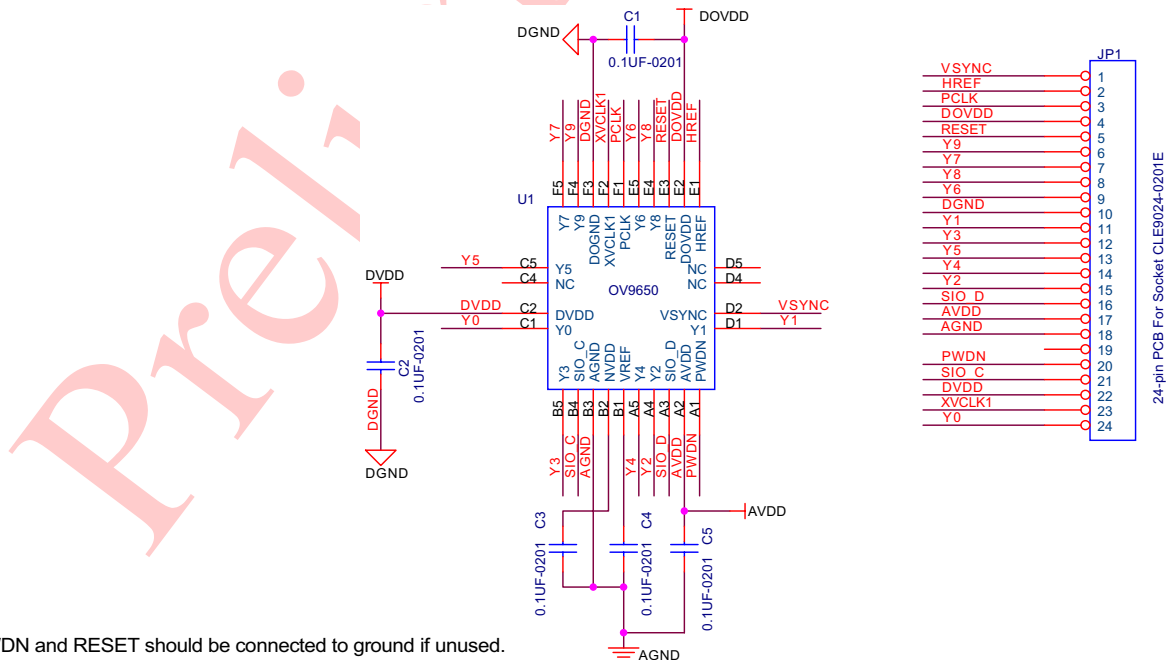 C1
DOVDD
DGND
0.1UF-0201
Y7
Y9
DGND
XVCLK1
PCLK
Y6
Y8
RESET
DOVDD
HREF
F5
F4
F3
F2
F1
E5
E4
E3
E2
E1
U1
Y7
Y9
DOGND
XVCLK1
PCLK
Y6
Y8
RESET
DOVDD
HREF
Y5 C5 Y5
C4 NC
NC D5
NC D4
OV9650
DVDD
DVDD C2 DVDD
Y0 C1 Y0
VSYNC D2 VSYNC
Y1 D1 Y1
C2
0.1UF-0201
DGND
DGND
Y3
SIO_C
AGND
NVDD
VREF
Y4
Y2
SIO_D
AVDD
PWDN
B5
B4
B3
B2
B1
A5
A4
A3
A2
A1
Y3
SIO_C
AGND
Y4
Y2
SIO_D
AVDD
PWDN
AVDD
C3
0.1UF-0201
C4
0.1UF-0201
C5
0.1UF-0201
AGND
JP1
VSYNC 1
HREF 2
PCLK 3
DOVDD 4
RESET 5
Y9 6
Y7 7
Y8 8
Y6 9
DGND 10
Y1 11
Y3 12
Y5 13
Y4 14
Y2 15
SIO_D 16
AVDD 17
AGND 18
19
PWDN 20
SIO_C 21
DVDD 22
XVCLK1 23
Y0 24
24-pin PCB For Socket CLE9024-0201E
Preli
DN and RESET should be connected to ground if unused.